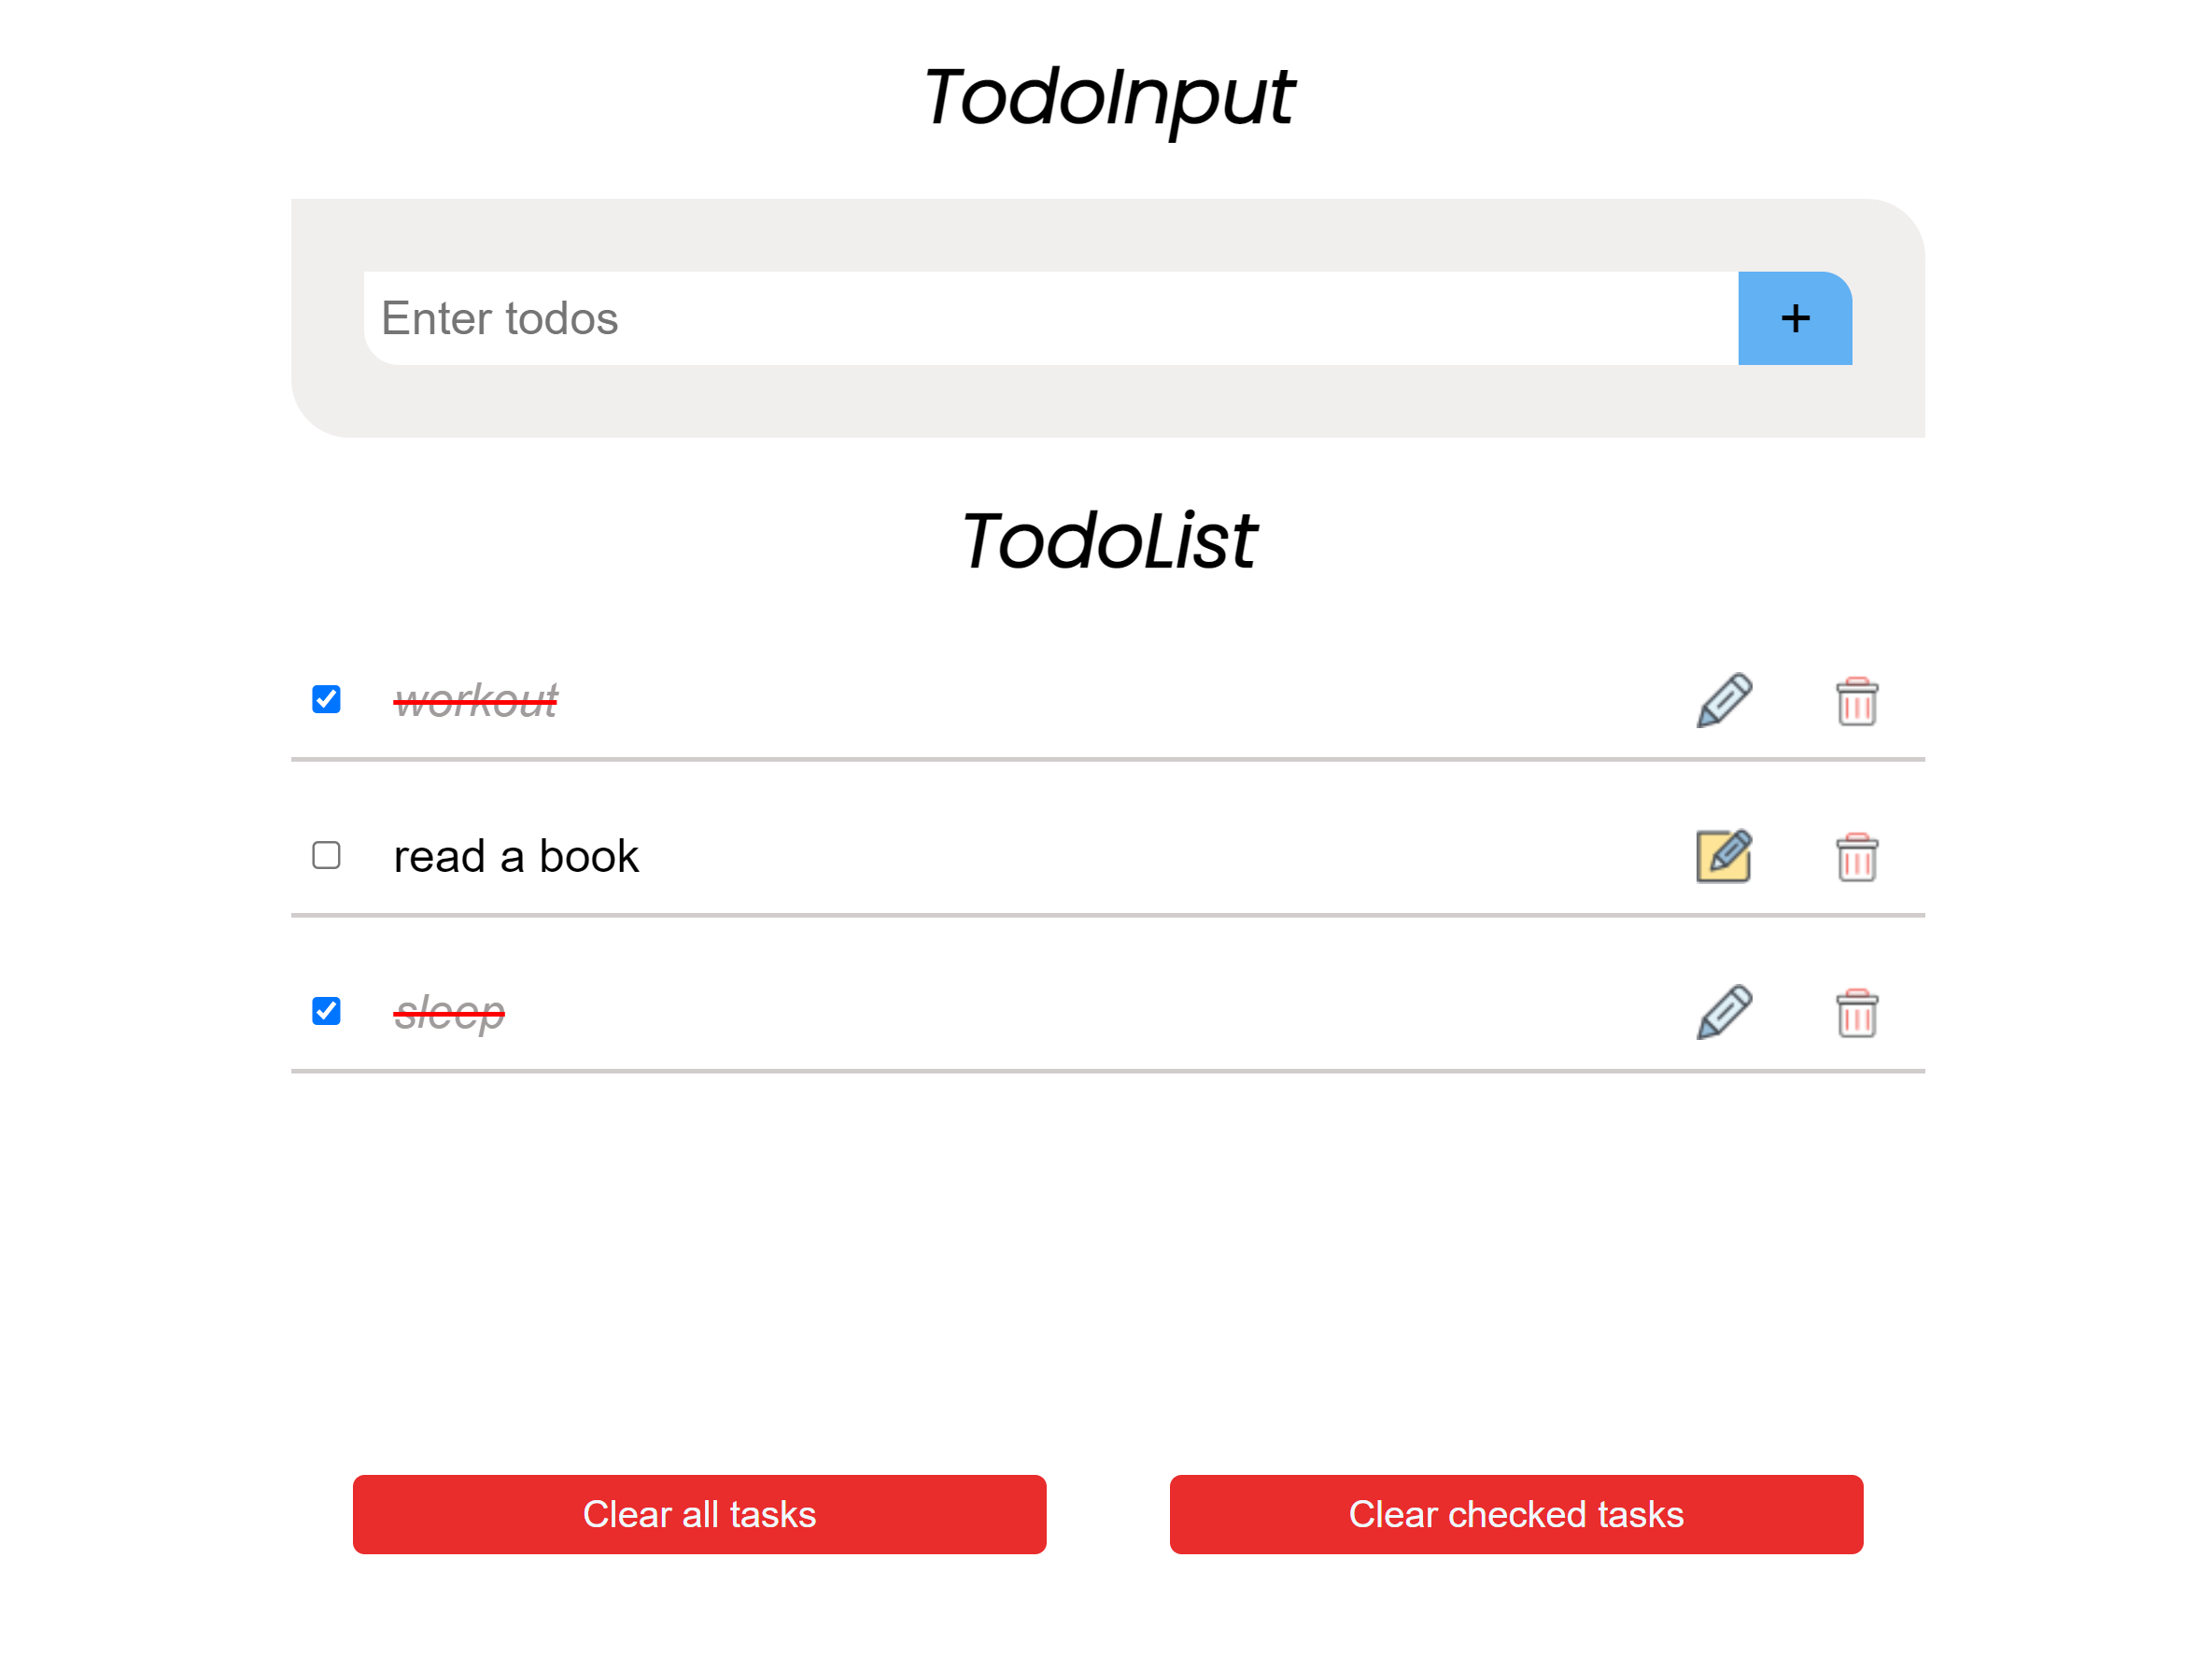 TodoInput
Enter todos +
TodoList
workout
read a book
sleep
Clear all tasks Clear checked tasks